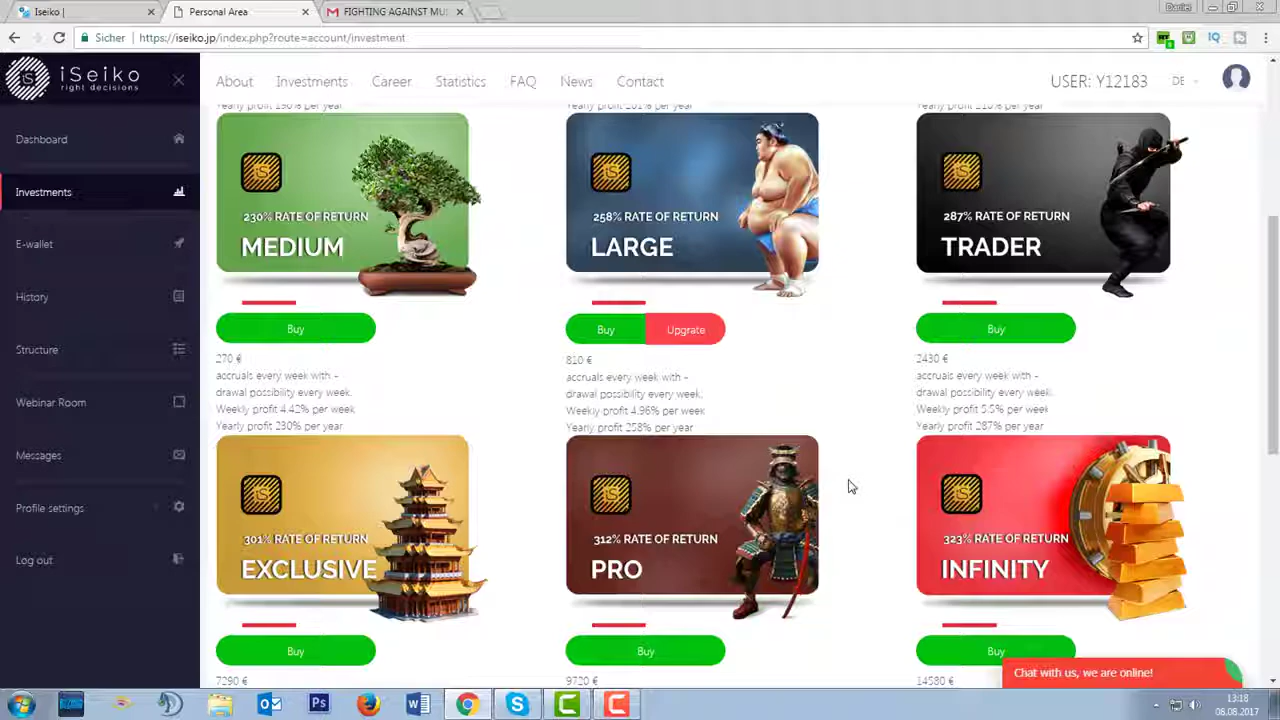 Iseiko
Personal Area
FIGHTING AGAINST MUS
Daniel
Sicher
https://iseiko.jp/index.php?route=account/investment
iSeiko
right decisions
About
Investments
Career
Statistics
FAQ
News
Contact
USER: Y12183
DE
Dashboard
Investments
E-wallet
History
Structure
Webinar Room
Messages
Profile settings
Log out
230% RATE OF RETURN
MEDIUM
258% RATE OF RETURN
LARGE
287% RATE OF RETURN
TRADER
Buy
Buy
Upgrate
Buy
270 €
accruals every week with -
drawal possibility every week.
Weekly profit 4.42% per week
Yearly profit 230% per year
810 €
accruals every week with -
drawal possibility every week.
Weekly profit 4.96% per week
Yearly profit 258% per year
2430 €
accruals every week with -
drawal possibility every week.
Weekly profit 5.5% per week
Yearly profit 287% per year
301% RATE OF RETURN
EXCLUSIVE
312% RATE OF RETURN
PRO
323% RATE OF RETURN
INFINITY
Buy
Buy
Buy
7290 €
9720 €
14580 €
Chat with us, we are online!
13:18
08.08.2017